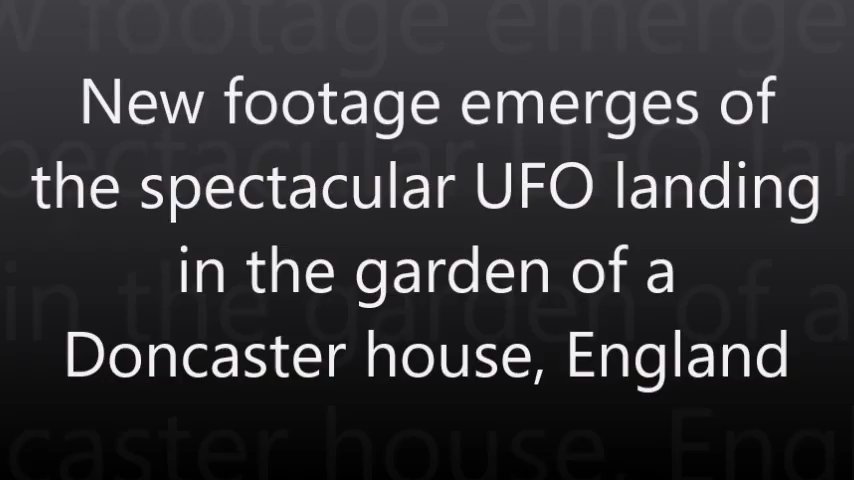 New footage emerges of
the spectacular UFO landing
in the garden of a
Doncaster house, England